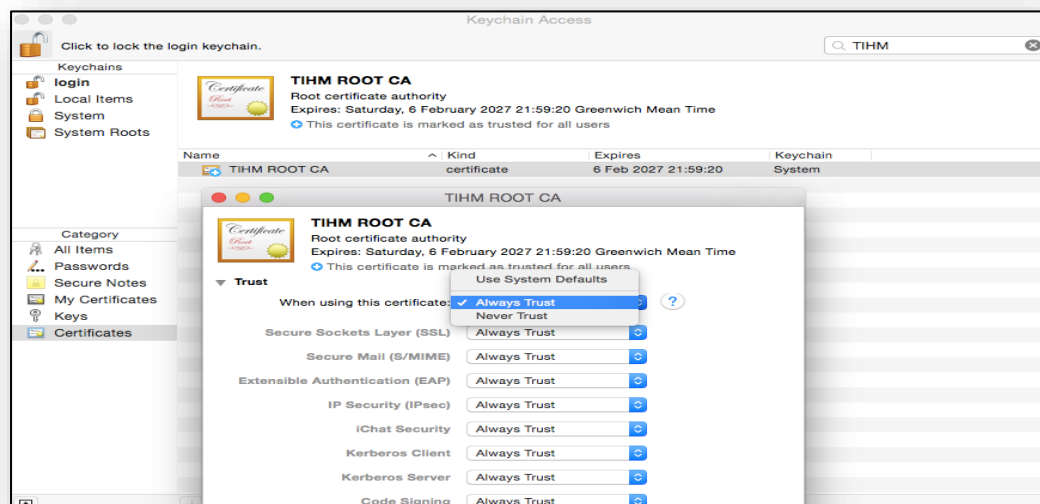 Keychain Access
Click to lock the login keychain.
TIHM
Keychains
login
Local Items
System
System Roots
Certificate
Root
TIHM ROOT CA
Root certificate authority
Expires: Saturday, 6 February 2027 21:59:20 Greenwich Mean Time
This certificate is marked as trusted for all users
Name Kind Expires Keychain
TIHM ROOT CA certificate 6 Feb 2027 21:59:20 System
Category
All Items
Passwords
Secure Notes
My Certificates
Keys
Certificates
TIHM ROOT CA
Certificate
Root
TIHM ROOT CA
Root certificate authority
Expires: Saturday, 6 February 2027 21:59:20 Greenwich Mean Time
This certificate is marked as trusted for all users
Trust
Use System Defaults
When using this certificate: ✓ Always Trust ?
Never Trust
Secure Sockets Layer (SSL) Always Trust
Secure Mail (S/MIME) Always Trust
Extensible Authentication (EAP) Always Trust
IP Security (IPsec) Always Trust
iChat Security Always Trust
Kerberos Client Always Trust
Kerberos Server Always Trust
Code Signing Always Trust